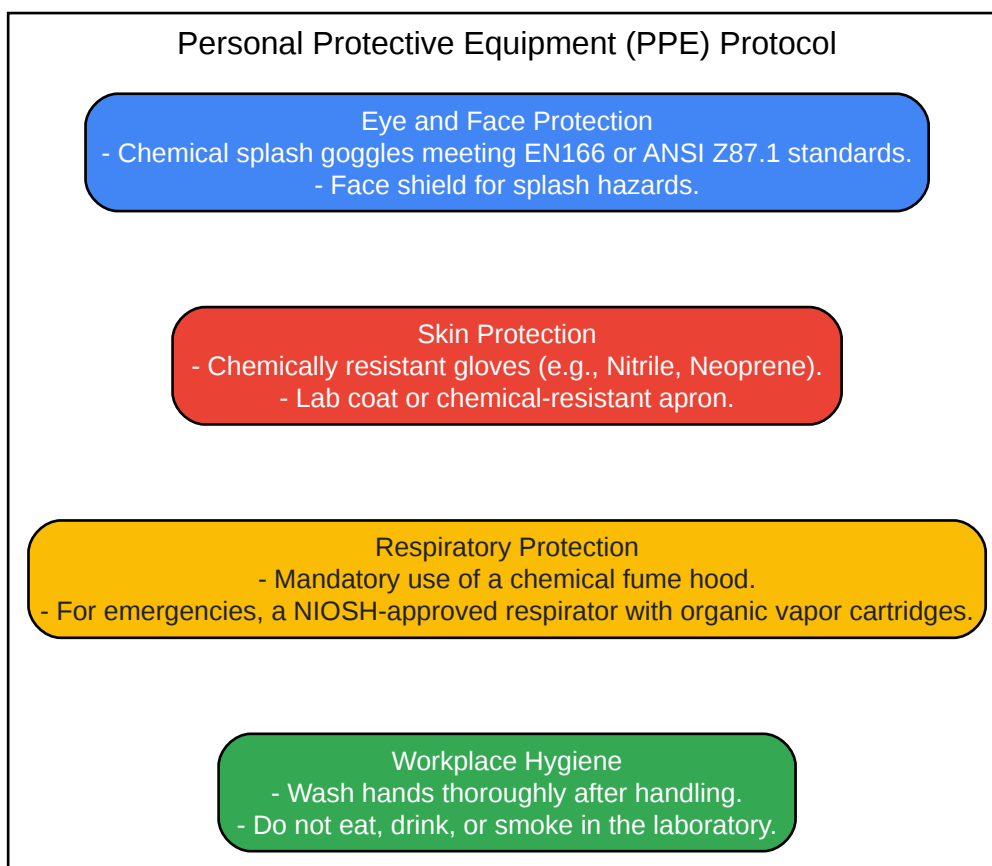 Personal Protective Equipment (PPE) Protocol
Eye and Face Protection
- Chemical splash goggles meeting EN166 or ANSI Z87.1 standards.
- Face shield for splash hazards.
Skin Protection
- Chemically resistant gloves (e.g., Nitrile, Neoprene).
- Lab coat or chemical-resistant apron.
Respiratory Protection
- Mandatory use of a chemical fume hood.
- For emergencies, a NIOSH-approved respirator with organic vapor cartridges.
Workplace Hygiene
- Wash hands thoroughly after handling.
- Do not eat, drink, or smoke in the laboratory.